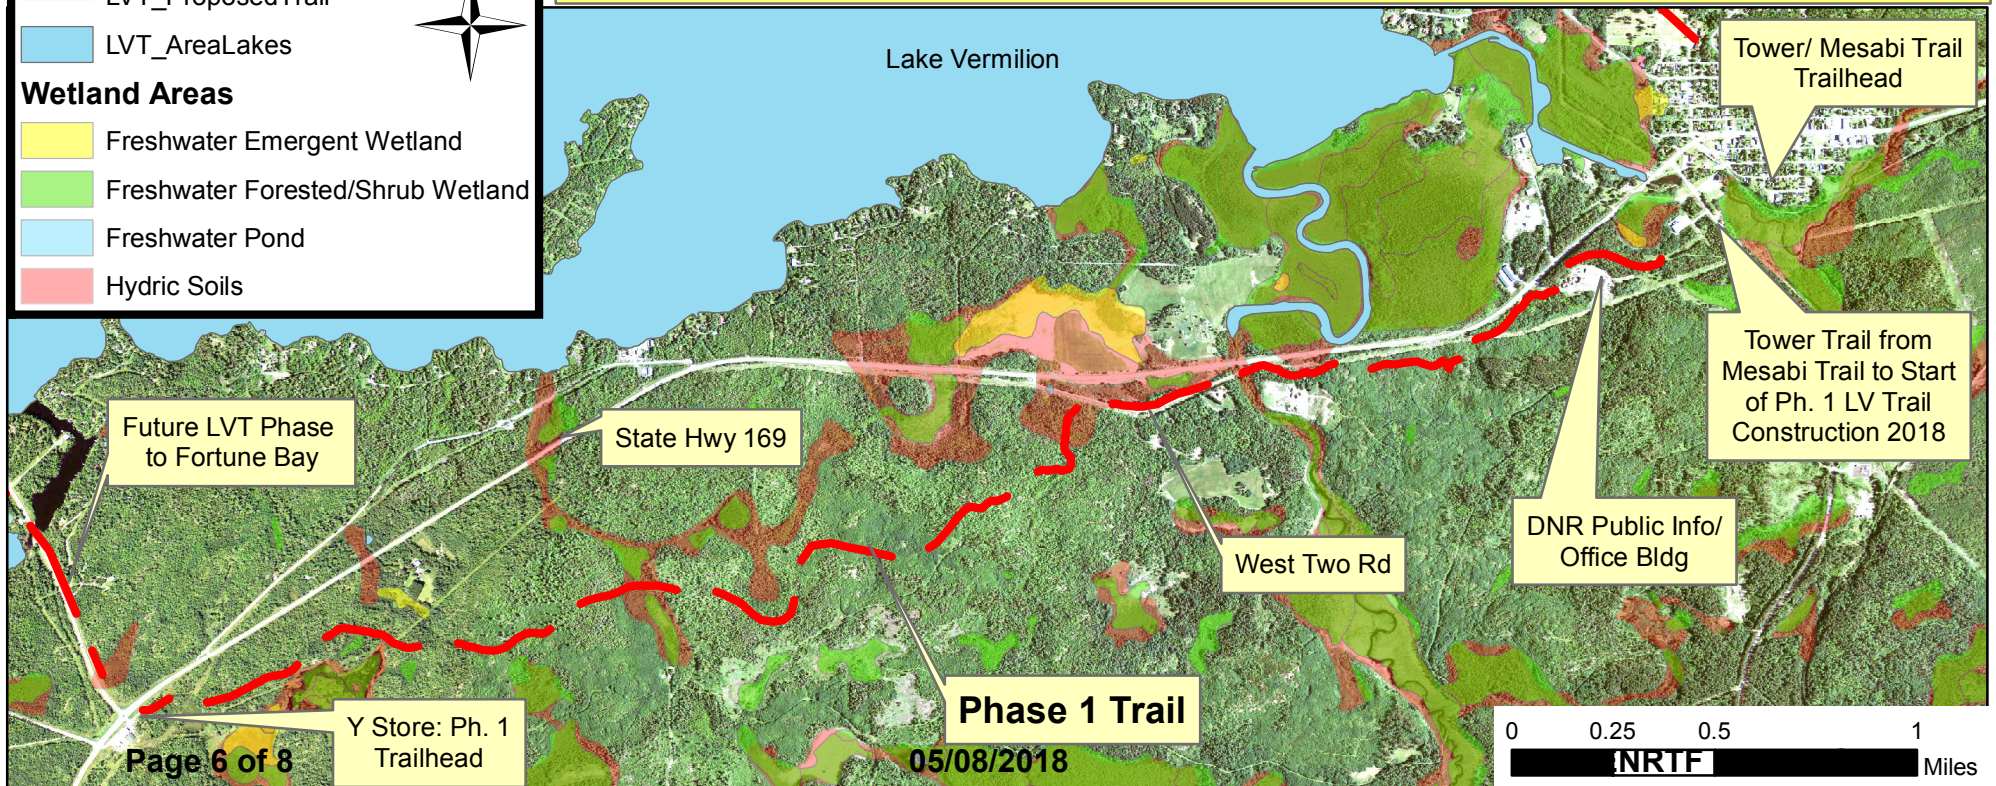 LVT_ProposedTrail
LVT_AreaLakes
Wetland Areas
Freshwater Emergent Wetland
Freshwater Forested/Shrub Wetland
Freshwater Pond
Hydric Soils
Lake Vermilion
Tower/ Mesabi Trail
Trailhead
Future LVT Phase
to Fortune Bay
State Hwy 169
Tower Trail from
Mesabi Trail to Start
of Ph. 1 LV Trail
Construction 2018
DNR Public Info/
Office Bldg
West Two Rd
Phase 1 Trail
Y Store: Ph. 1
Trailhead
Page 6 of 8
05/08/2018
0 0.25 0.5 1
NRTF
Miles